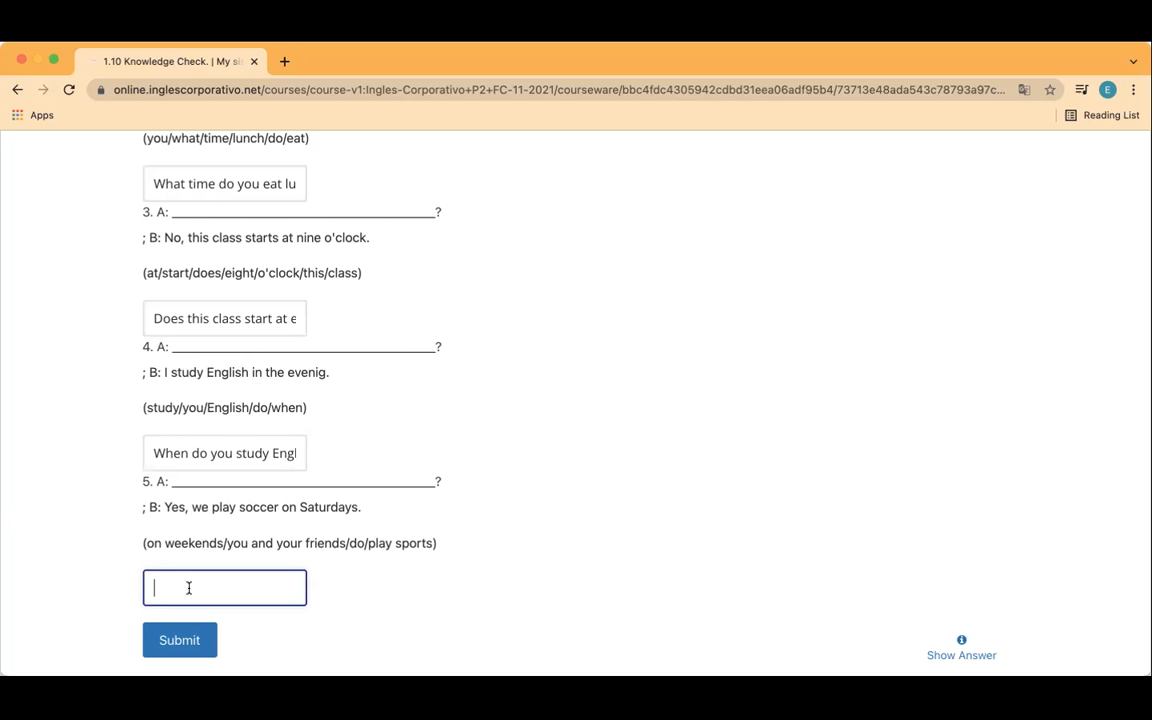 1.10 Knowledge Check. | My si
online.inglescorporativo.net/courses/course-v1:Ingles-Corporativo+P2+FC-11-2021/courseware/bbc4fdc4305942cdbd31eea06adf95b4/73713e48ada543c78793a97c...
E
Apps
Reading List
(you/what/time/lunch/do/eat)
What time do you eat lu
3. A: ___________________________________?
; B: No, this class starts at nine o'clock.
(at/start/does/eight/o'clock/this/class)
Does this class start at e
4. A: ___________________________________?
; B: I study English in the evenig.
(study/you/English/do/when)
When do you study Engl
5. A: ___________________________________?
; B: Yes, we play soccer on Saturdays.
(on weekends/you and your friends/do/play sports)
Submit
Show Answer